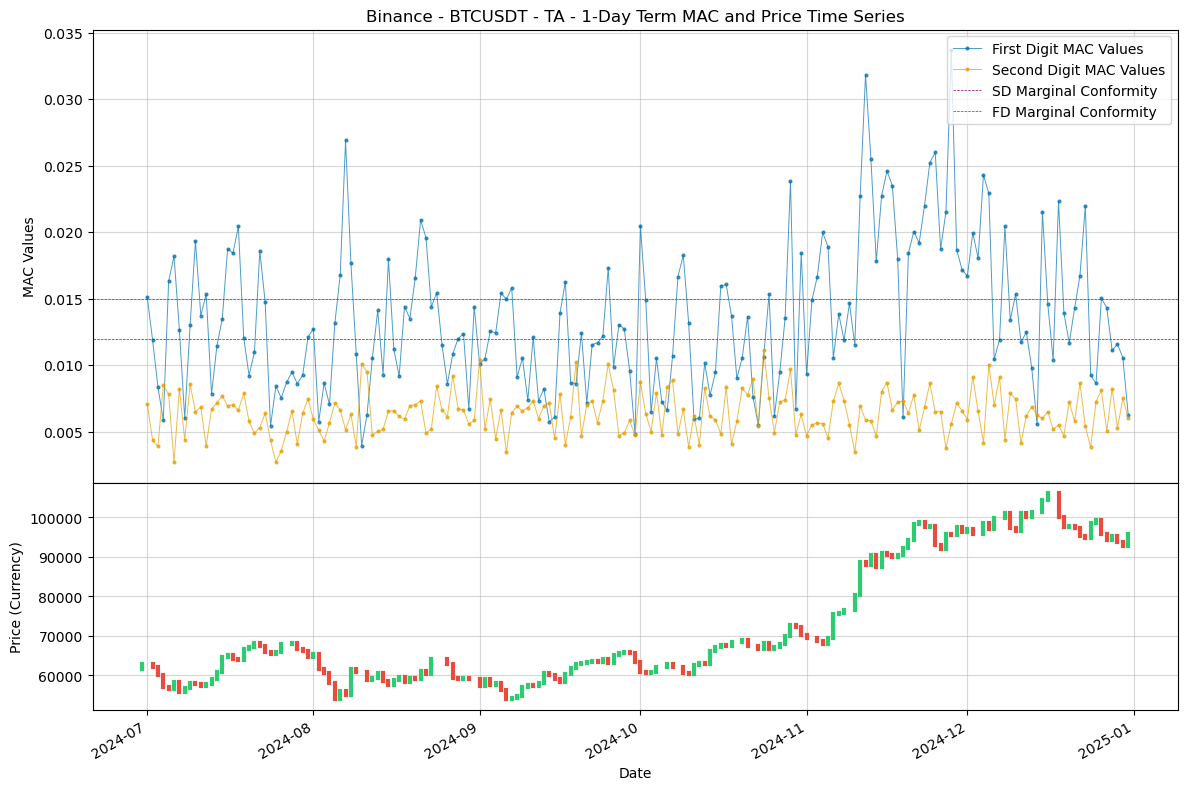 Binance - BTCUSDT - TA - 1-Day Term MAC and Price Time Series
0.035
0.030
0.025
0.020
0.015
0.010
0.005
MAC Values
First Digit MAC Values
Second Digit MAC Values
SD Marginal Conformity
FD Marginal Conformity
100000
90000
80000
70000
60000
Price (Currency)
2024-07
2024-08
2024-09
2024-10
2024-11
2024-12
2025-01
Date